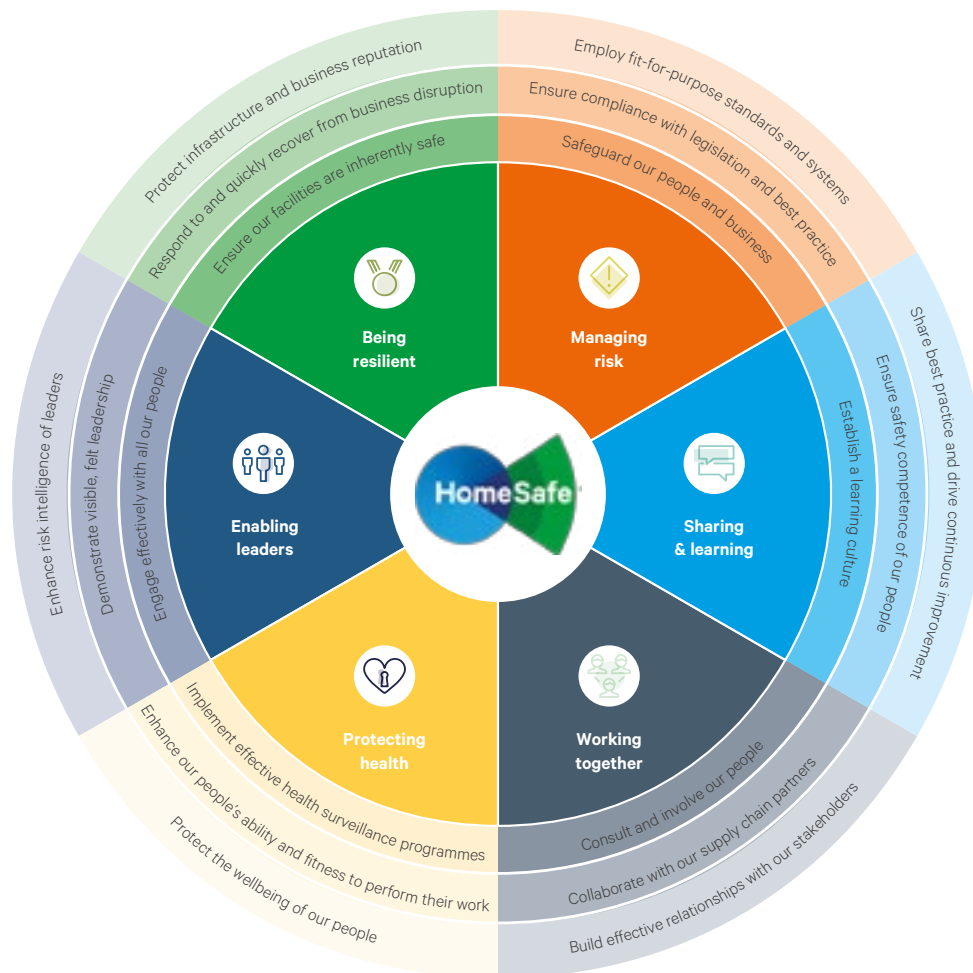 Protect infrastructure and business reputation
Respond to and quickly recover from business disruption
Ensure our facilities are inherently safe
Being
resilient
Employ fit-for-purpose standards and systems
Ensure compliance with legislation and best practice
Safeguard our people and business
Managing
risk
Share best practice and drive continuous improvement
Ensure safety competence of our people
Establish a learning culture
Sharing
& learning
Build effective relationships with our stakeholders
Collaborate with our supply chain partners
Consult and involve our people
Working
together
Protect the wellbeing of our people
Enhance our people's ability and fitness to perform their work
Implement effective health surveillance programmes
Protecting
health
Enhance risk intelligence of leaders
Demonstrate visible, felt leadership
Engage effectively with all our people
Enabling
leaders
HomeSafe